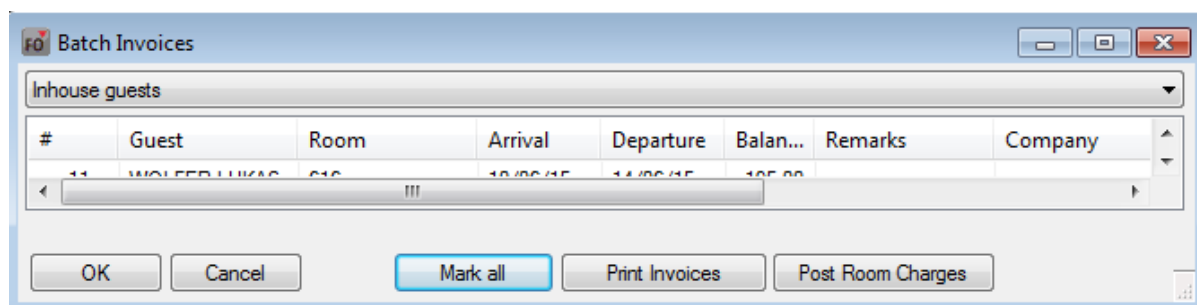 FO Batch Invoices
Inhouse guests
# Guest Room Arrival Departure Balan... Remarks Company
OK Cancel Mark all Print Invoices Post Room Charges